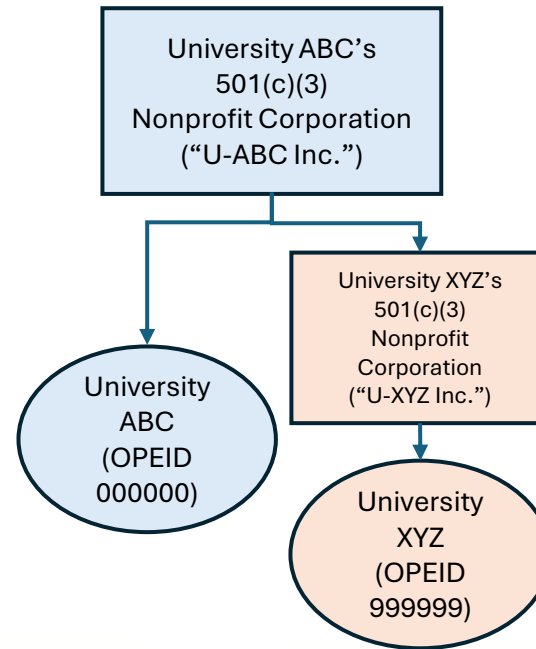 University ABC’s
501(c)(3)
Nonprofit Corporation
(“U-ABC Inc.”)
University XYZ’s
501(c)(3)
Nonprofit
Corporation
(“U-XYZ Inc.”)
University
ABC
(OPEID
000000)
University
XYZ
(OPEID
999999)